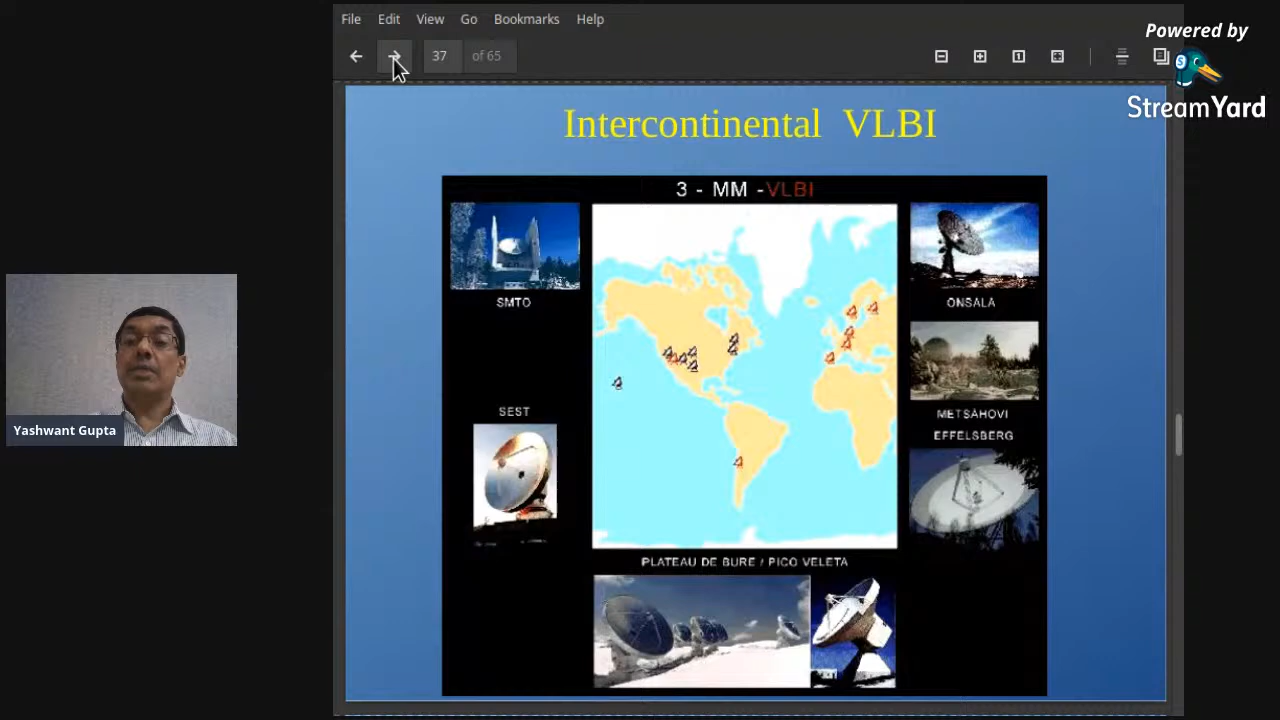 File Edit View Go Bookmarks Help
37 of 65
Powered by
StreamYard
Intercontinental VLBI
3 - MM -VLBI
SMTO
ONSALA
SEST
METSAHOVI
EFFELSBERG
PLATEAU DE BURE / PICO VELETA
Yashwant Gupta